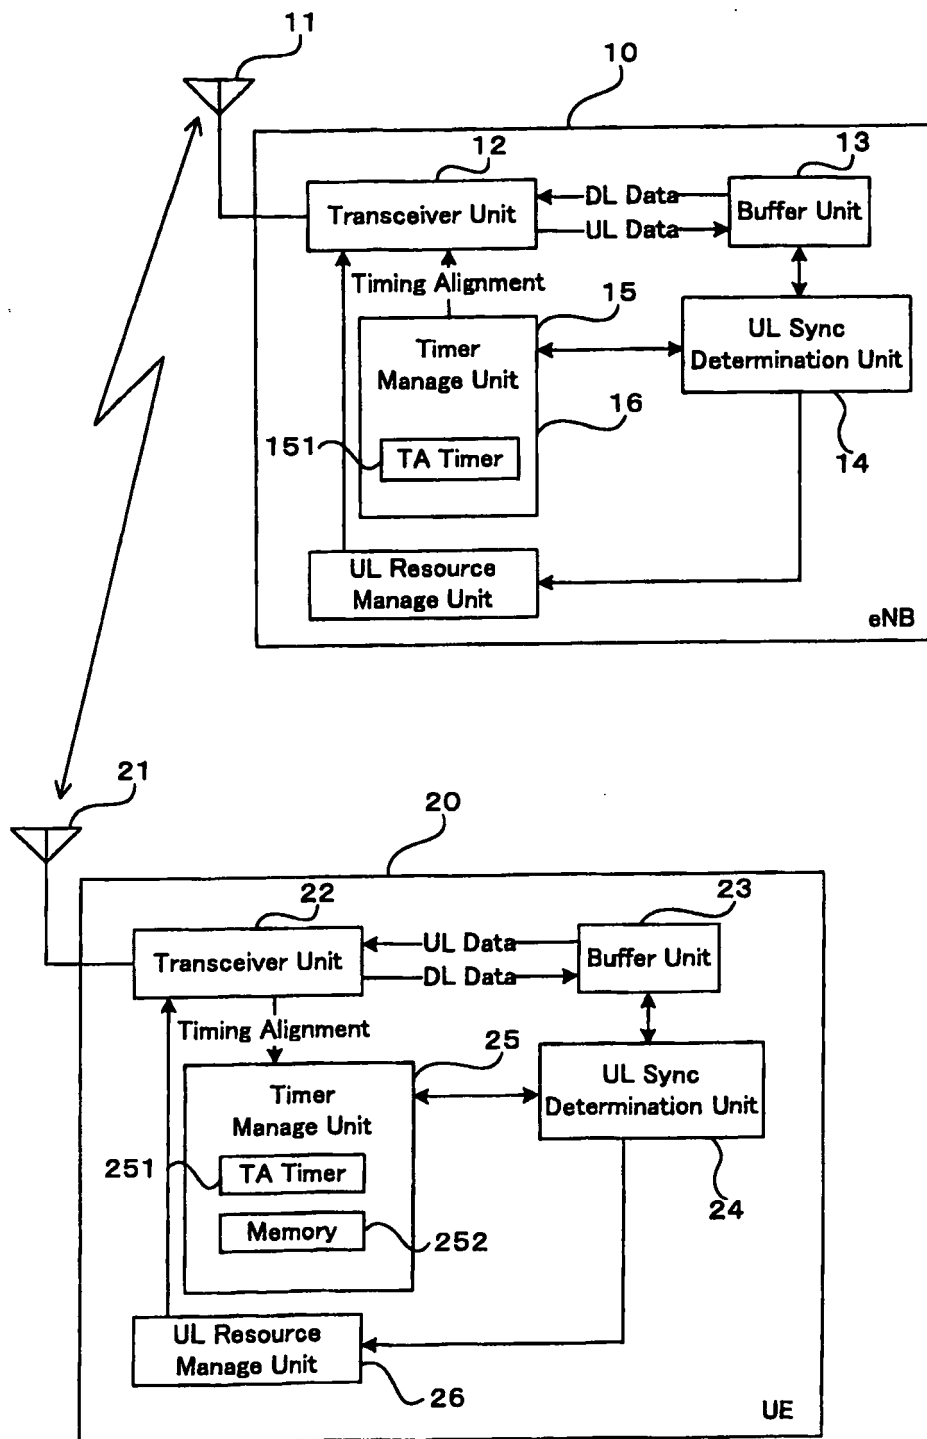 11
10
12
13
Transceiver Unit
DL Data
UL Data
Buffer Unit
Timing Alignment
15
Timer
Manage Unit
UL Sync
Determination Unit
16
151
TA Timer
14
UL Resource
Manage Unit
eNB
21
20
22
23
Transceiver Unit
UL Data
DL Data
Buffer Unit
Timing Alignment
25
Timer
Manage Unit
UL Sync
Determination Unit
251
TA Timer
24
Memory
252
UL Resource
Manage Unit
26
UE